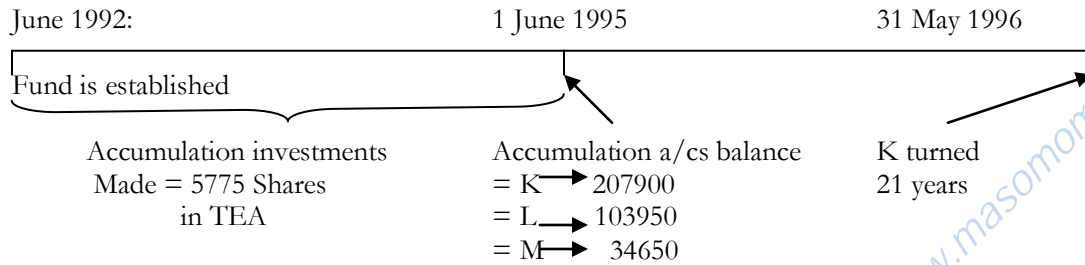 June 1992: 1 June 1995 31 May 1996
Fund is established
Accumulation investments Accumulation a/cs balance K turned
Made = 5775 Shares = K 207900 21 years
in TEA = L 103950
= M 34650